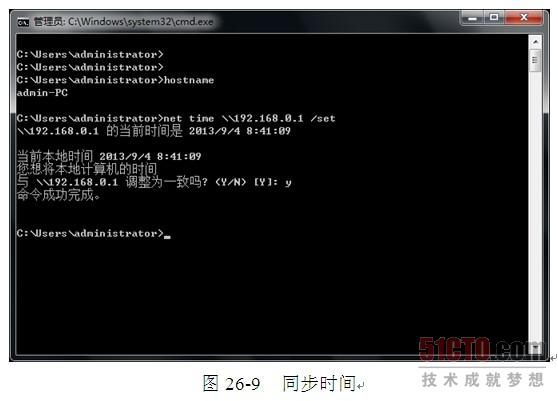 管理员: C:\Windows\system32\cmd.exe
C:\Users\administrator>
C:\Users\administrator>
C:\Users\administrator>hostname
admin-PC
C:\Users\administrator>net time \\192.168.0.1 /set
\\192.168.0.1 的当前时间是 2013/9/4 8:41:09
当前本地时间 2013/9/4 8:41:09
您想将本地计算机的时间
与 \\192.168.0.1 调整为一致吗? (Y/N) [Y]: y
命令成功完成。
C:\Users\administrator>
51CTO.com
技术成就梦想
图 26-9 同步时间